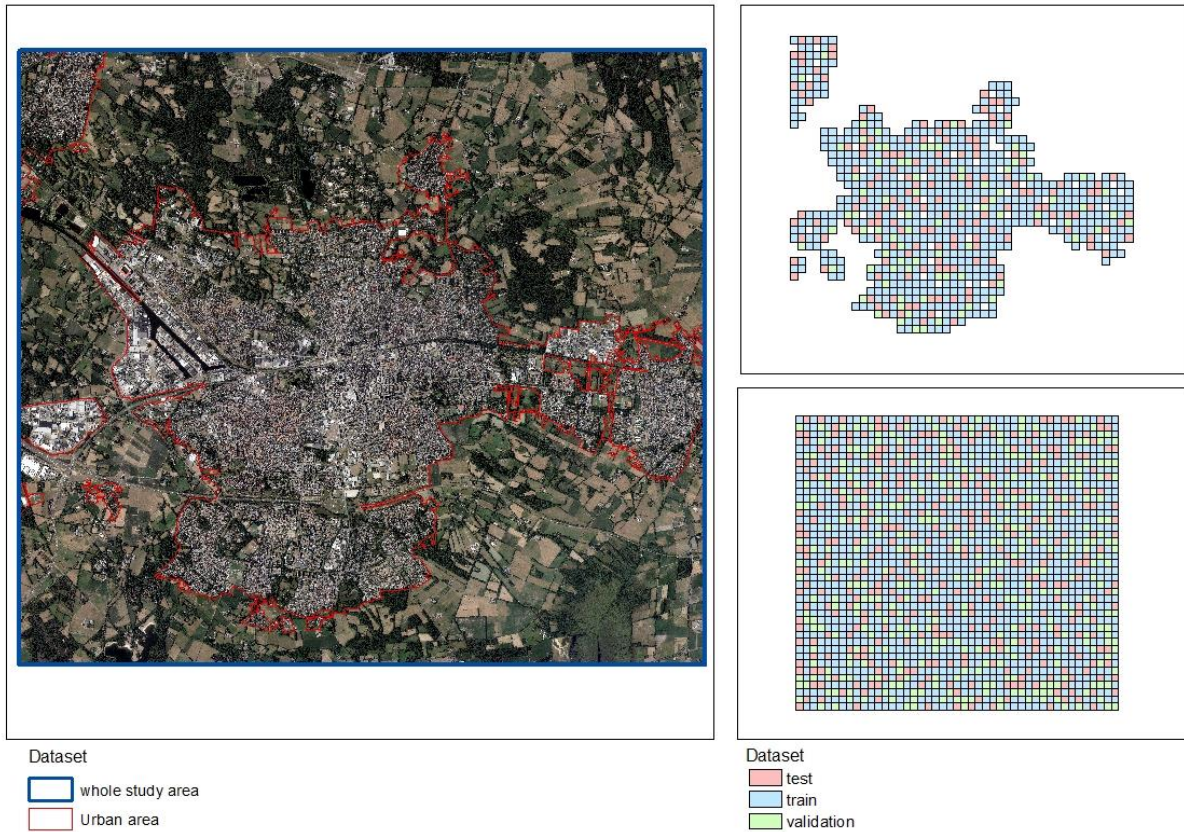 Dataset
whole study area
Urban area
Dataset
test
train
validation